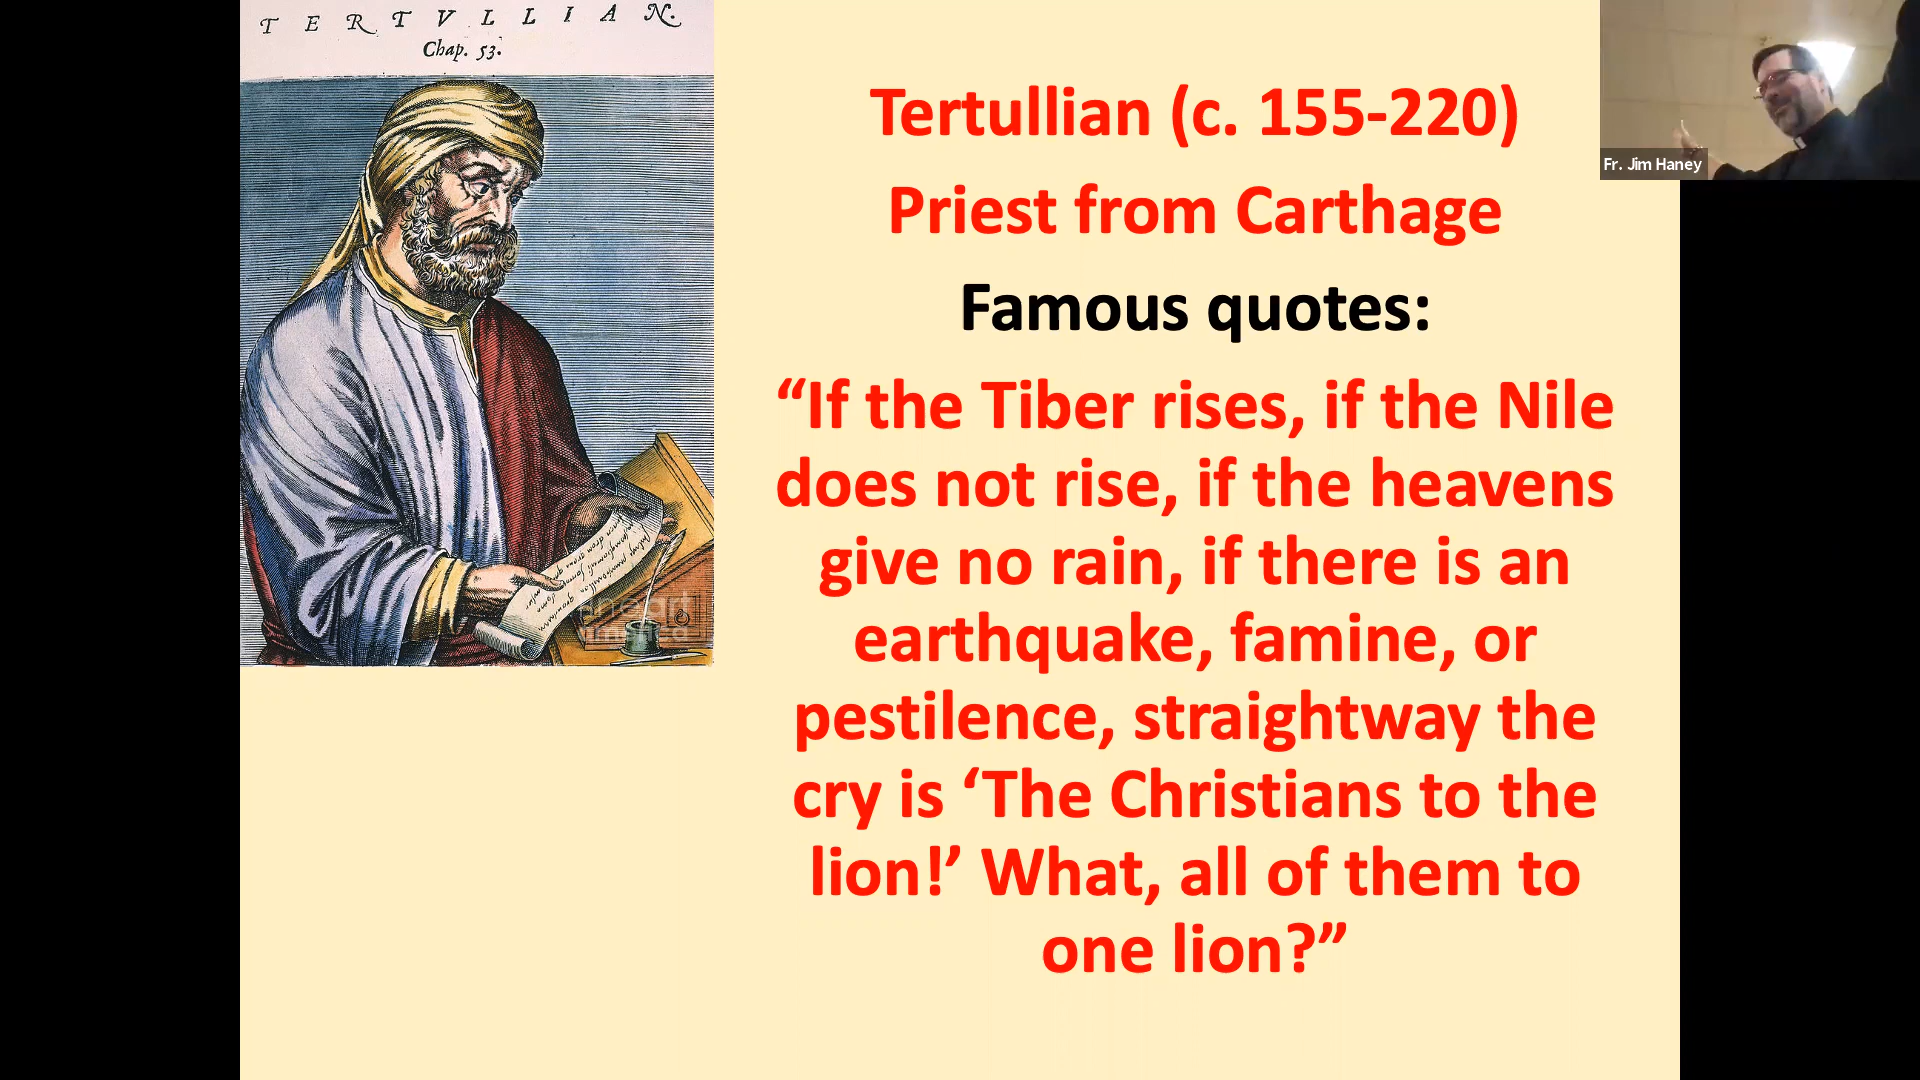 TERTVLLIAN.
Chap. 53.
Tertullian (c. 155-220)
Priest from Carthage
Famous quotes:
“If the Tiber rises, if the Nile
does not rise, if the heavens
give no rain, if there is an
earthquake, famine, or
pestilence, straightway the
cry is ‘The Christians to the
lion!’ What, all of them to
one lion?”
Fr. Jim Haney